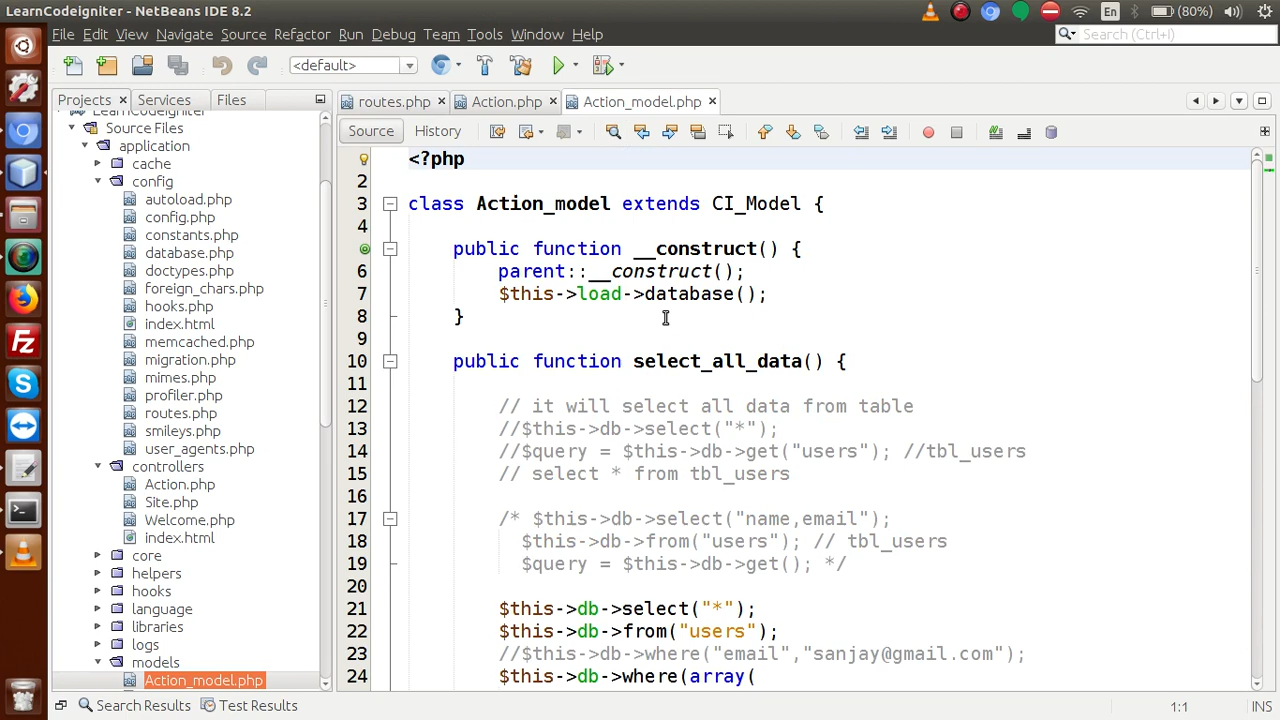 LearnCodeigniter - NetBeans IDE 8.2
En
(80%)
File Edit View Navigate Source Refactor Run Debug Team Tools Window Help
Search (Ctrl+I)
<default>
Projects
Services
Files
routes.php
Action.php
Action_model.php
Source
History
LearnCodeigniter
Source Files
application
cache
config
autoload.php
config.php
constants.php
database.php
doctypes.php
foreign_chars.php
hooks.php
index.html
memcached.php
migration.php
mimes.php
profiler.php
routes.php
smileys.php
user_agents.php
controllers
Action.php
Site.php
Welcome.php
index.html
core
helpers
hooks
language
libraries
logs
models
Action_model.php
<?php
2
3 class Action_model extends CI_Model {
4
public function __construct() {
6 parent::__construct();
7 $this->load->database();
8 }
9
10 public function select_all_data() {
11
12 // it will select all data from table
13 //$this->db->select("*");
14 //$query = $this->db->get("users"); //tbl_users
15 // select * from tbl_users
16
17 /* $this->db->select("name,email");
18 $this->db->from("users"); // tbl_users
19 $query = $this->db->get(); */
20
21 $this->db->select("*");
22 $this->db->from("users");
23 //$this->db->where("email","sanjay@gmail.com");
24 $this->db->where(array(
Search Results
Test Results
1:1
INS